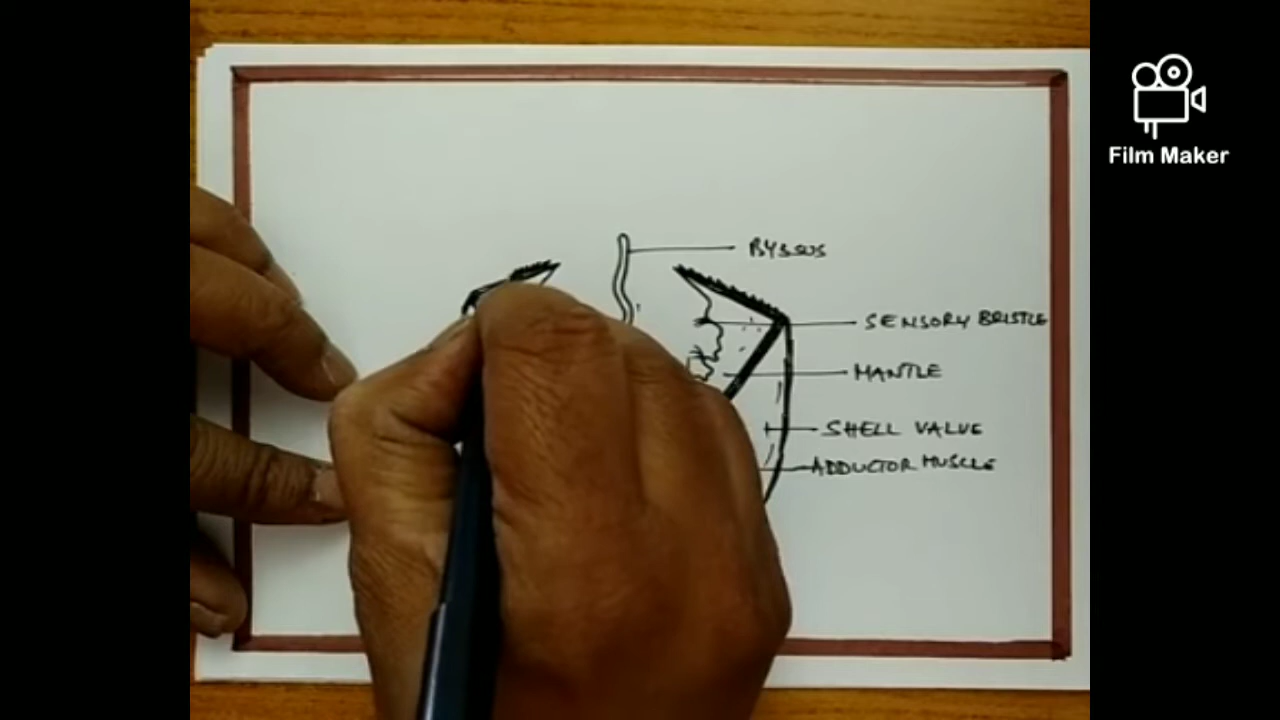 Film Maker
BYSSUS
SENSORY BRISTLE
MANTLE
SHELL VALVE
ADDUCTOR MUSCLE